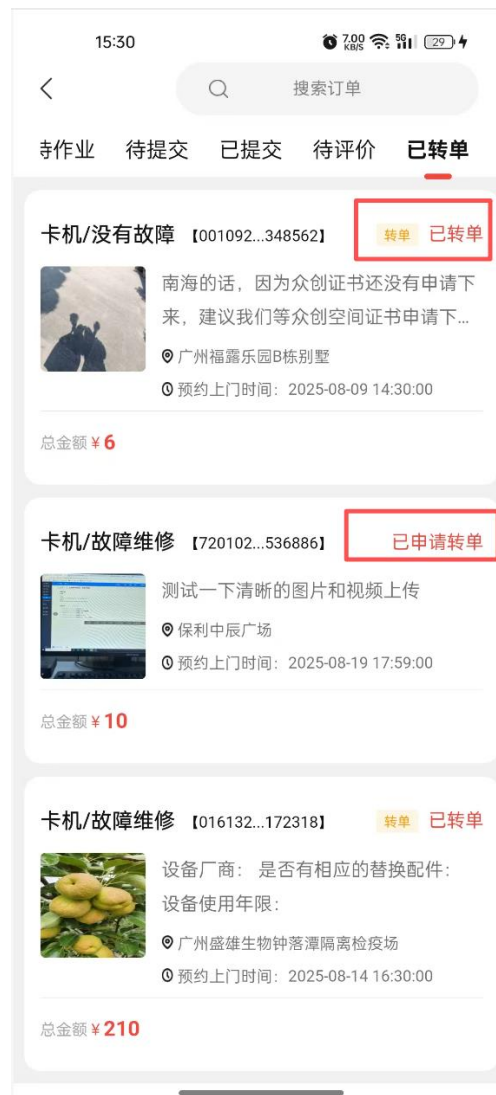 15:30 7.00 KB/S 5G 29
搜索订单
待作业 待提交 已提交 待评价 已转单
卡机/没有故障 【001092...348562】 转单 已转单
南海的话，因为众创证书还没有申请下
来，建议我们等众创空间证书申请下...
广州福露乐园B栋别墅
预约上门时间：2025-08-09 14:30:00
总金额 ¥ 6
卡机/故障维修 【720102...536886】 已申请转单
测试一下清晰的图片和视频上传
保利中辰广场
预约上门时间：2025-08-19 17:59:00
总金额 ¥ 10
卡机/故障维修 【016132...172318】 转单 已转单
设备厂商： 是否有相应的替换配件：
设备使用年限：
广州盛雄生物钟落潭隔离检疫场
预约上门时间：2025-08-14 16:30:00
总金额 ¥ 210